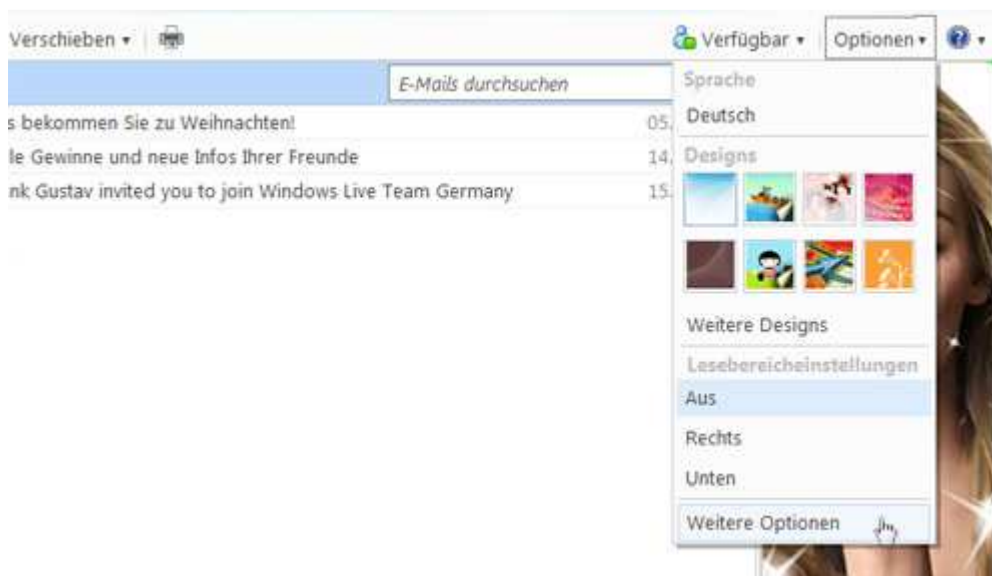 Verschieben
Verfügbar
Optionen
E-Mails durchsuchen
s bekommen Sie zu Weihnachten! 05.
le Gewinne und neue Infos Ihrer Freunde 14.
nk Gustav invited you to join Windows Live Team Germany 15.
Sprache
Deutsch
Designs
Weitere Designs
Lesebereicheinstellungen
Aus
Rechts
Unten
Weitere Optionen